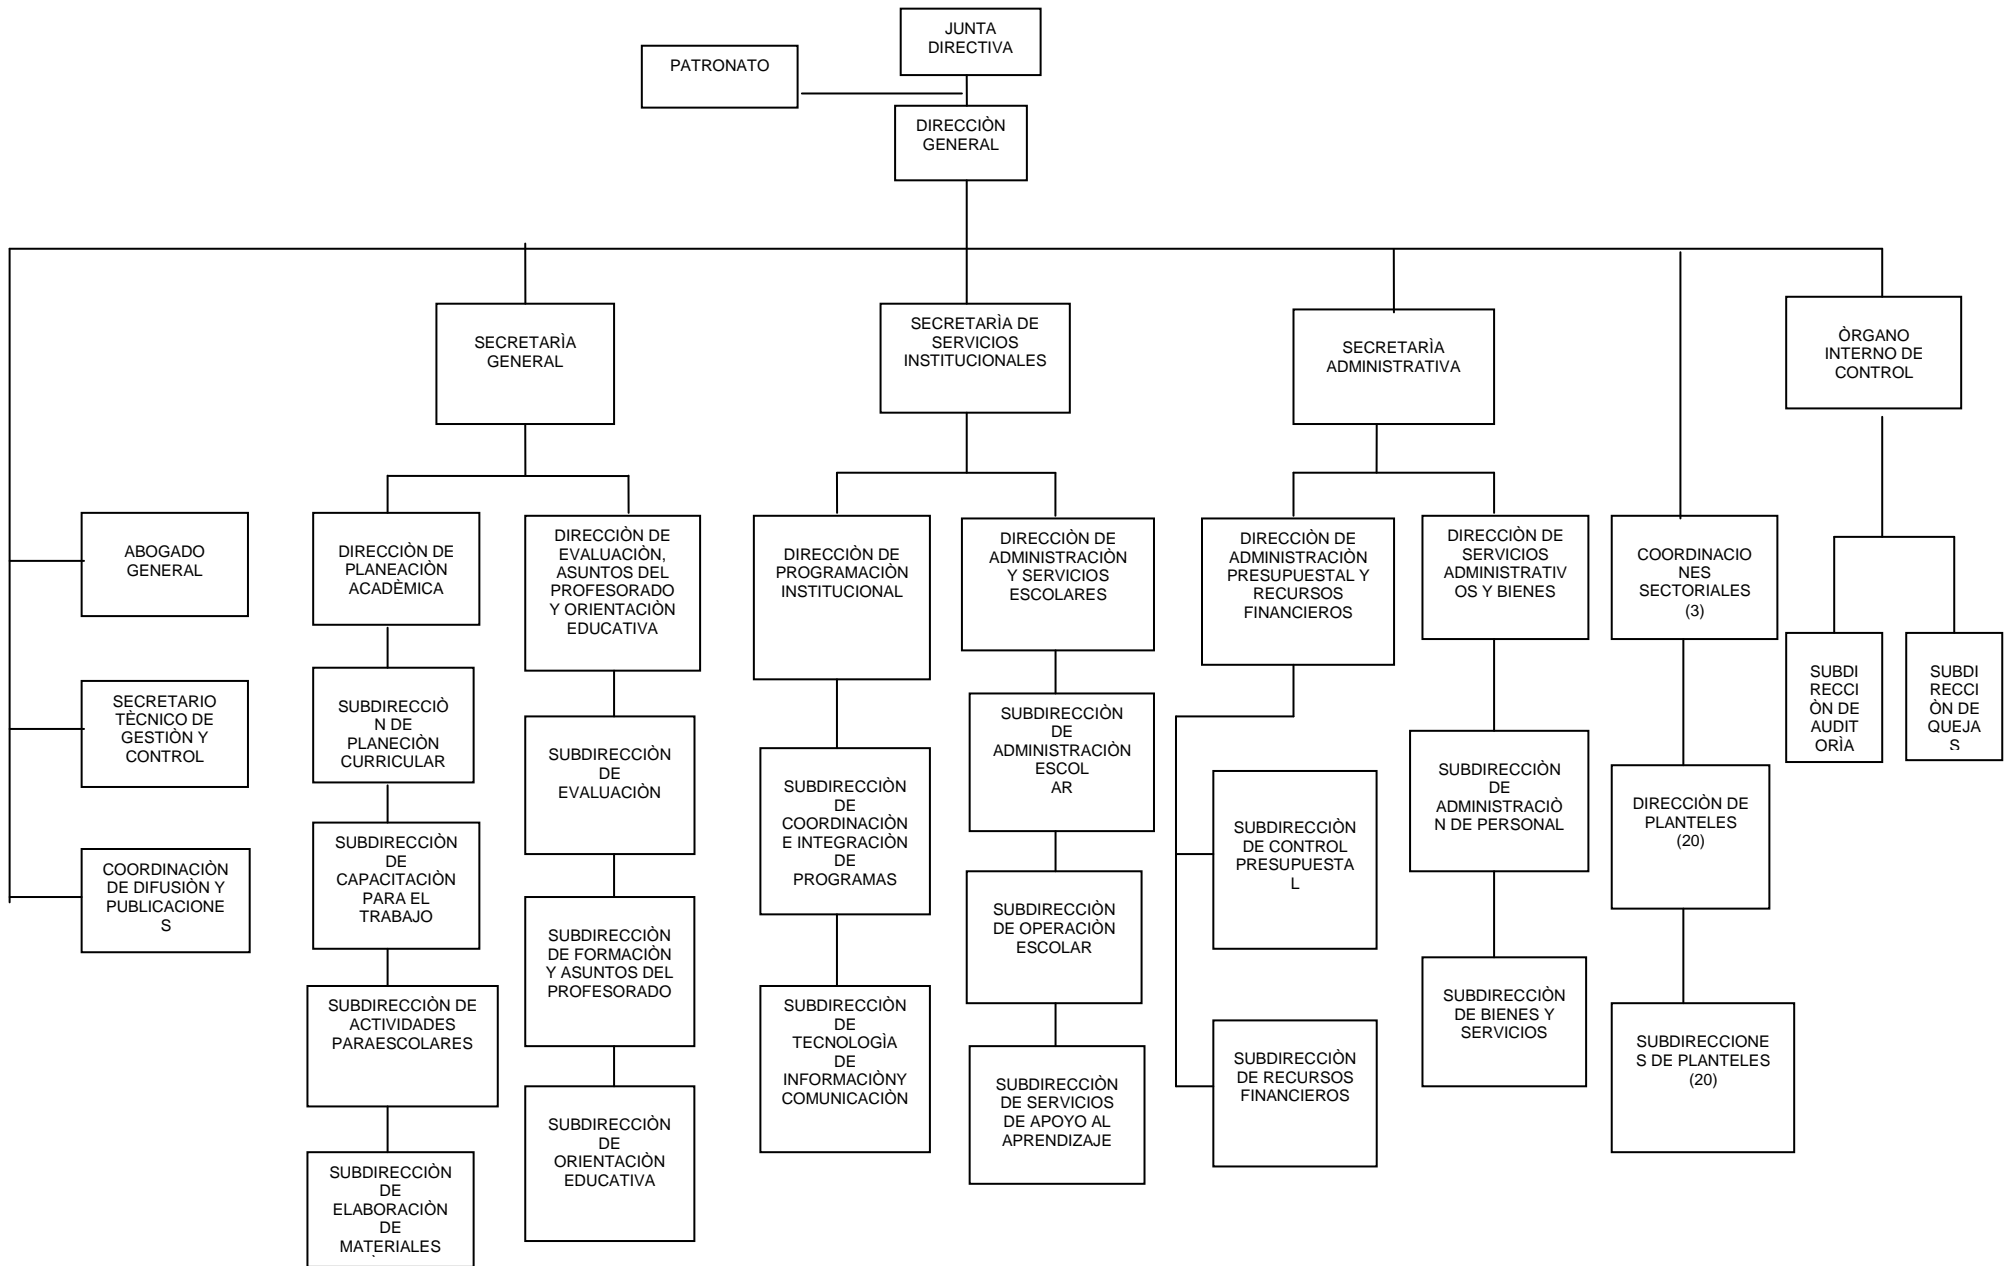 JUNTA
DIRECTIVA
PATRONATO
DIRECCIÒN
GENERAL
SECRETARÌA
GENERAL
SECRETARÌA DE
SERVICIOS
INSTITUCIONALES
SECRETARÌA
ADMINISTRATIVA
ÒRGANO
INTERNO DE
CONTROL
ABOGADO
GENERAL
DIRECCIÒN DE
PLANEACIÒN
ACADÈMICA
DIRECCIÒN DE
EVALUACIÒN,
ASUNTOS DEL
PROFESORADO
Y ORIENTACIÒN
EDUCATIVA
DIRECCIÒN DE
PROGRAMACIÒN
INSTITUCIONAL
DIRECCIÒN DE
ADMINISTRACIÒN
Y SERVICIOS
ESCOLARES
DIRECCIÒN DE
ADMINISTRACIÒN
PRESUPUESTAL Y
RECURSOS
FINANCIEROS
DIRECCIÒN DE
SERVICIOS
ADMINISTRATIV
OS Y BIENES
COORDINACIO
NES
SECTORIALES
(3)
SUBDI
RECCI
ÒN DE
AUDIT
ORÌA
SUBDI
RECCI
ÒN DE
QUEJA
S
SECRETARIO
TÈCNICO DE
GESTIÒN Y
CONTROL
SUBDIRECCIÒ
N DE
PLANECIÒN
CURRICULAR
SUBDIRECCIÒN
DE
EVALUACIÒN
SUBDIRECCIÒN
DE
COORDINACIÒN
E INTEGRACIÒN
DE
PROGRAMAS
SUBDIRECCIÒN
DE
ADMINISTRACIÒN
ESCOL
AR
SUBDIRECCIÒN
DE CONTROL
PRESUPUESTA
L
SUBDIRECCIÒN
DE
ADMINISTRACIÒ
N DE PERSONAL
DIRECCIÒN DE
PLANTELES
(20)
COORDINACIÒN
DE DIFUSIÒN Y
PUBLICACIONE
S
SUBDIRECCIÒN
DE
CAPACITACIÒN
PARA EL
TRABAJO
SUBDIRECCIÒN
DE FORMACIÒN
Y ASUNTOS DEL
PROFESORADO
SUBDIRECCIÒN
DE OPERACIÒN
ESCOLAR
SUBDIRECCIÒN DE
ACTIVIDADES
PARAESCOLARES
SUBDIRECCIÒN
DE
TECNOLOGÌA
DE
INFORMACIÒNY
COMUNICACIÒN
SUBDIRECCIÒN
DE SERVICIOS
DE APOYO AL
APRENDIZAJE
SUBDIRECCIÒN
DE RECURSOS
FINANCIEROS
SUBDIRECCIÒN
DE BIENES Y
SERVICIOS
SUBDIRECCIONE
S DE PLANTELES
(20)
SUBDIRECCIÒN
DE
ORIENTACIÒN
EDUCATIVA
SUBDIRECCIÒN
DE
ELABORACIÒN
DE
MATERIALES